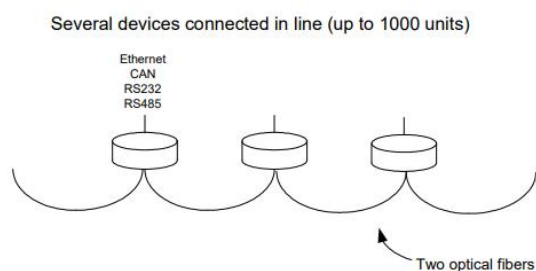 Several devices connected in line (up to 1000 units)
Ethernet
CAN
RS232
RS485
Two optical fibers